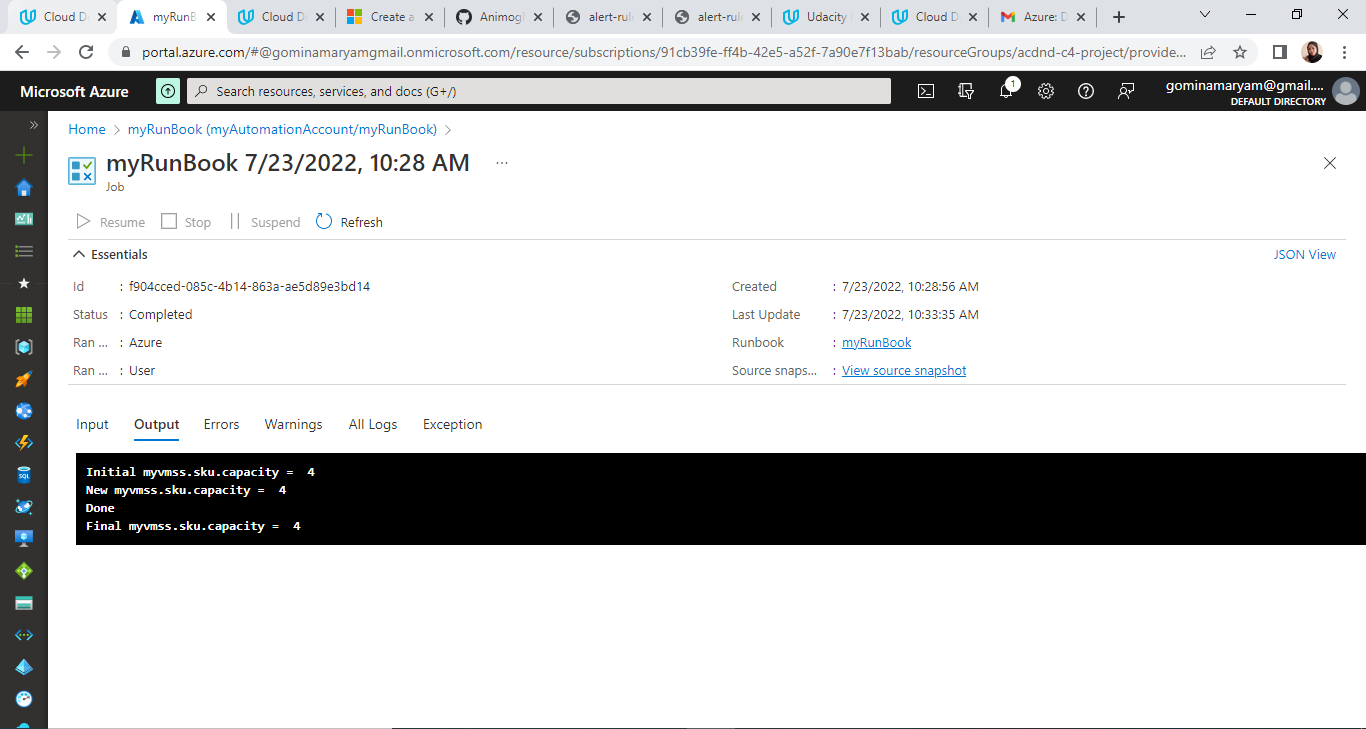 Cloud D
myRunB
Cloud D
Create a
Animog
alert-rul
alert-rul
Udacity
Cloud D
Azure: D
portal.azure.com/#@gominamaryamgmail.onmicrosoft.com/resource/subscriptions/91cb39fe-ff4b-42e5-a52f-7a90e7f13bab/resourceGroups/acdnd-c4-project/provide...
Microsoft Azure
Search resources, services, and docs (G+/)
1
gominamaryam@gmail....
DEFAULT DIRECTORY
Home > myRunBook (myAutomationAccount/myRunBook) >
myRunBook 7/23/2022, 10:28 AM ...
Job
Resume Stop Suspend Refresh
Essentials
JSON View
Id : f904cced-085c-4b14-863a-ae5d89e3bd14
Created : 7/23/2022, 10:28:56 AM
Status : Completed
Last Update : 7/23/2022, 10:33:35 AM
Ran ... : Azure
Runbook : myRunBook
Ran ... : User
Source snaps... : View source snapshot
Input Output Errors Warnings All Logs Exception
Initial myvmss.sku.capacity = 4
New myvmss.sku.capacity = 4
Done
Final myvmss.sku.capacity = 4
SQL